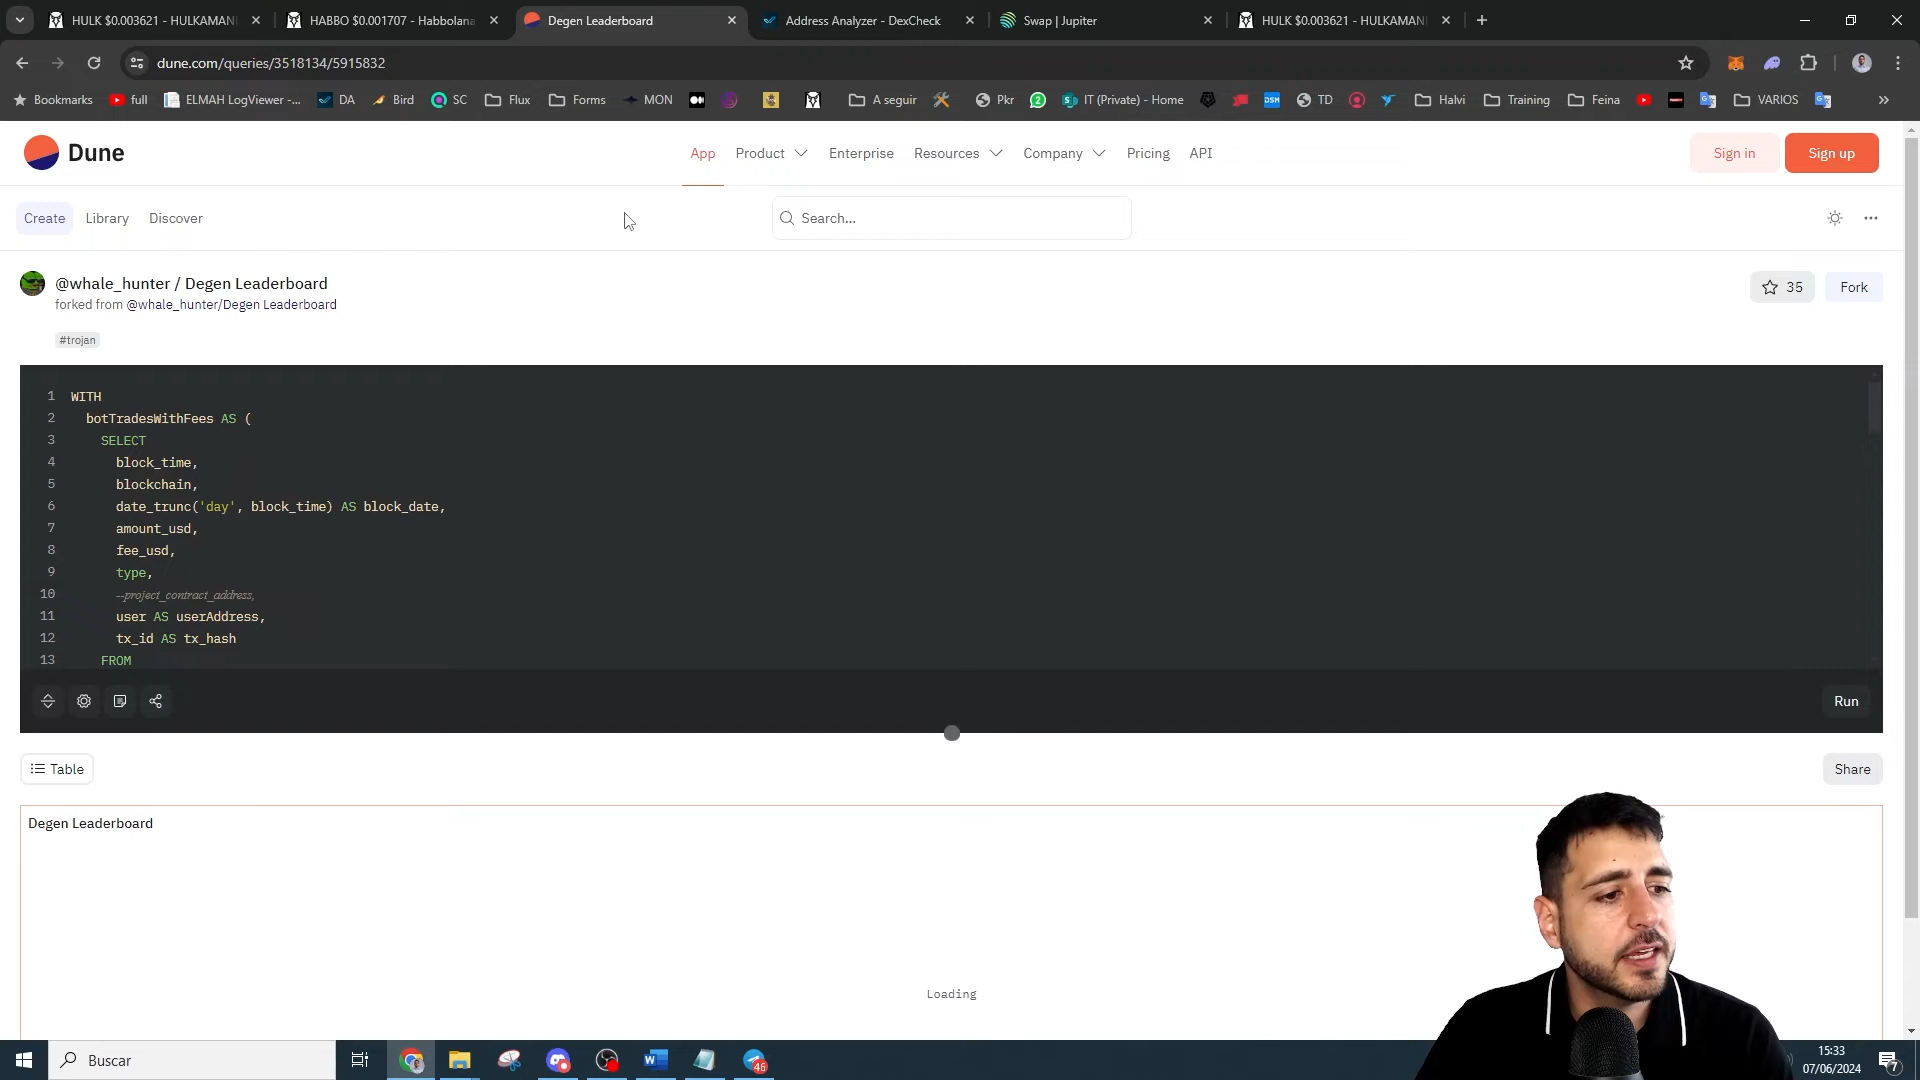 HULK $0.003621 - HULKAMAN
HABBO $0.001707 - Habbolana
Degen Leaderboard
Address Analyzer - DexCheck
Swap | Jupiter
HULK $0.003621 - HULKAMAN
dune.com/queries/3518134/5915832
Bookmarks
full
ELMAH LogViewer -...
DA
Bird
SC
Flux
Forms
MON
A seguir
Pkr
IT (Private) - Home
DSM
TD
Halvi
Training
Feina
VARIOS
Dune
App
Product
Enterprise
Resources
Company
Pricing
API
Sign in
Sign up
Create
Library
Discover
Search...
@whale_hunter / Degen Leaderboard
forked from @whale_hunter/Degen Leaderboard
35
Fork
#trojan
1 WITH
2 botTradesWithFees AS (
3 SELECT
4 block_time,
5 blockchain,
6 date_trunc('day', block_time) AS block_date,
7 amount_usd,
8 fee_usd,
9 type,
10 --project_contract_address,
11 user AS userAddress,
12 tx_id AS tx_hash
13 FROM
Run
Table
Share
Degen Leaderboard
Loading
Buscar
46
15:33
07/06/2024
7